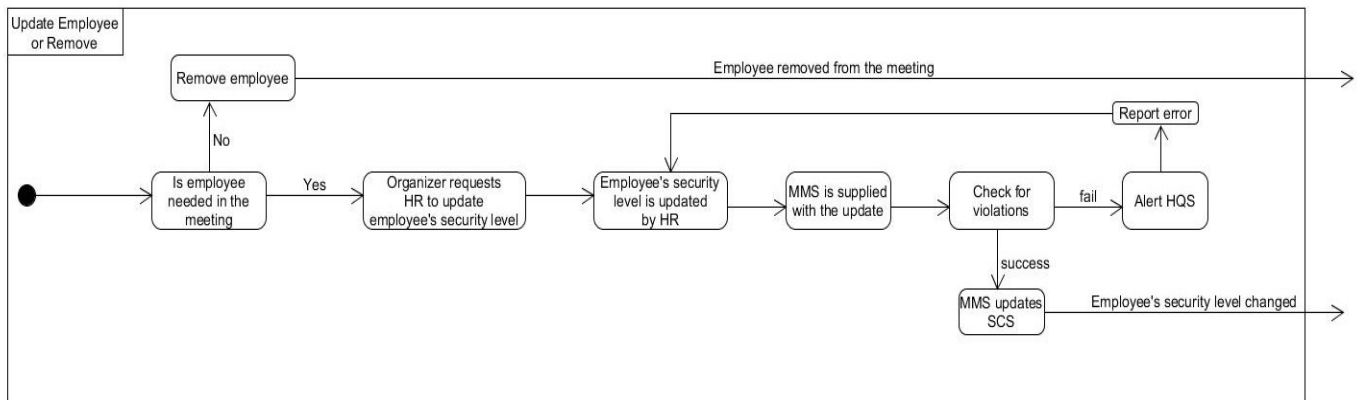 Update Employee
or Remove
Remove employee
Employee removed from the meeting
Report error
No
Is employee
needed in the
meeting
Yes
Organizer requests
HR to update
employee's security level
Employee's security
level is updated
by HR
MMS is supplied
with the update
Check for
violations
fail
Alert HQS
success
MMS updates
SCS
Employee's security level changed